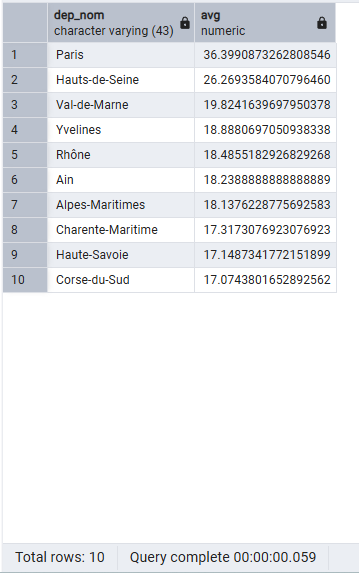 dep_nom avg
character varying (43) numeric
1 Paris 36.3990873262808546
2 Hauts-de-Seine 26.2693584070796460
3 Val-de-Marne 19.8241639697950378
4 Yvelines 18.8880697050938338
5 Rhône 18.4855182926829268
6 Ain 18.2388888888888889
7 Alpes-Maritimes 18.1376228775692583
8 Charente-Maritime 17.3173076923076923
9 Haute-Savoie 17.1487341772151899
10 Corse-du-Sud 17.0743801652892562
Total rows: 10 Query complete 00:00:00.059